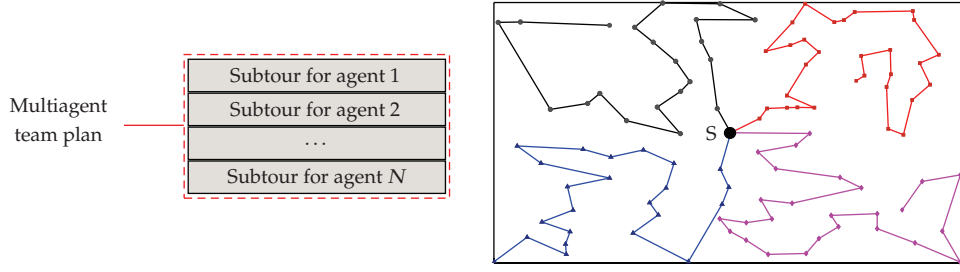 Multiagent
team plan
Subtour for agent 1
Subtour for agent 2
...
Subtour for agent N
S